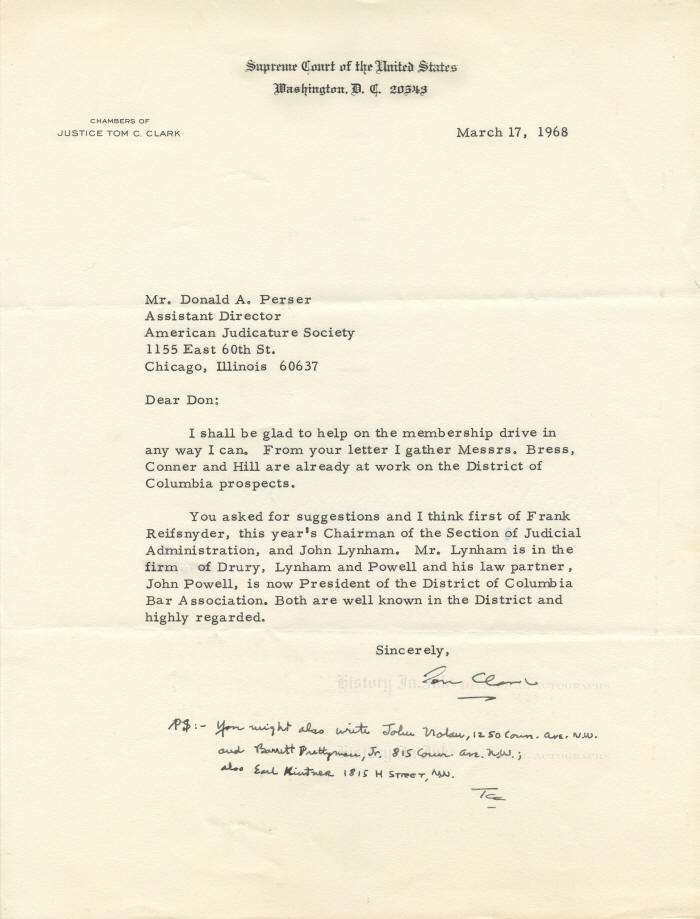 Supreme Court of the United States
Washington, D. C. 20543
CHAMBERS OF
JUSTICE TOM C. CLARK
March 17, 1968
Mr. Donald A. Perser
Assistant Director
American Judicature Society
1155 East 60th St.
Chicago, Illinois 60637
Dear Don:
I shall be glad to help on the membership drive in
any way I can. From your letter I gather Messrs. Bress,
Conner and Hill are already at work on the District of
Columbia prospects.
You asked for suggestions and I think first of Frank
Reifsnyder, this year's Chairman of the Section of Judicial
Administration, and John Lynham. Mr. Lynham is in the
firm of Drury, Lynham and Powell and his law partner,
John Powell, is now President of the District of Columbia
Bar Association. Both are well known in the District and
highly regarded.
Sincerely,
Tom Clark
PS:- You might also write John Nolan, 1250 Conn. Ave. N.W.
and Barrett Prettyman, Jr. 815 Conn. Ave. N.W.;
also Earl Kintner 1815 H STREET, N.W.
TCC